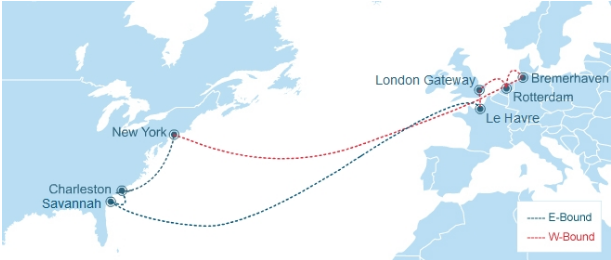 London Gateway
Bremerhaven
Rotterdam
Le Havre
New York
Charleston
Savannah
E-Bound
W-Bound